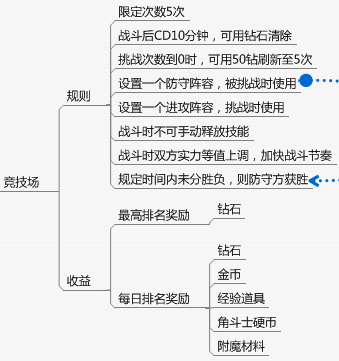 限定次数5次
战斗后CD10分钟，可用钻石清除
挑战次数到0时，可用50钻刷新至5次
规则
设置一个防守阵容，被挑战时使用
设置一个进攻阵容，挑战时使用
战斗时不可手动释放技能
战斗时双方实力等值上调，加快战斗节奏
规定时间内未分胜负，则防守方获胜
竞技场
最高排名奖励
钻石
收益
钻石
金币
每日排名奖励
经验道具
角斗士硬币
附魔材料